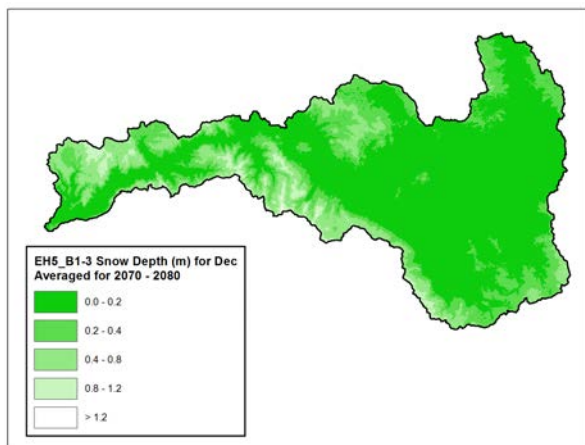 EH5_B1-3 Snow Depth (m) for Dec
Averaged for 2070 - 2080
0.0 - 0.2
0.2 - 0.4
0.4 - 0.8
0.8 - 1.2
> 1.2